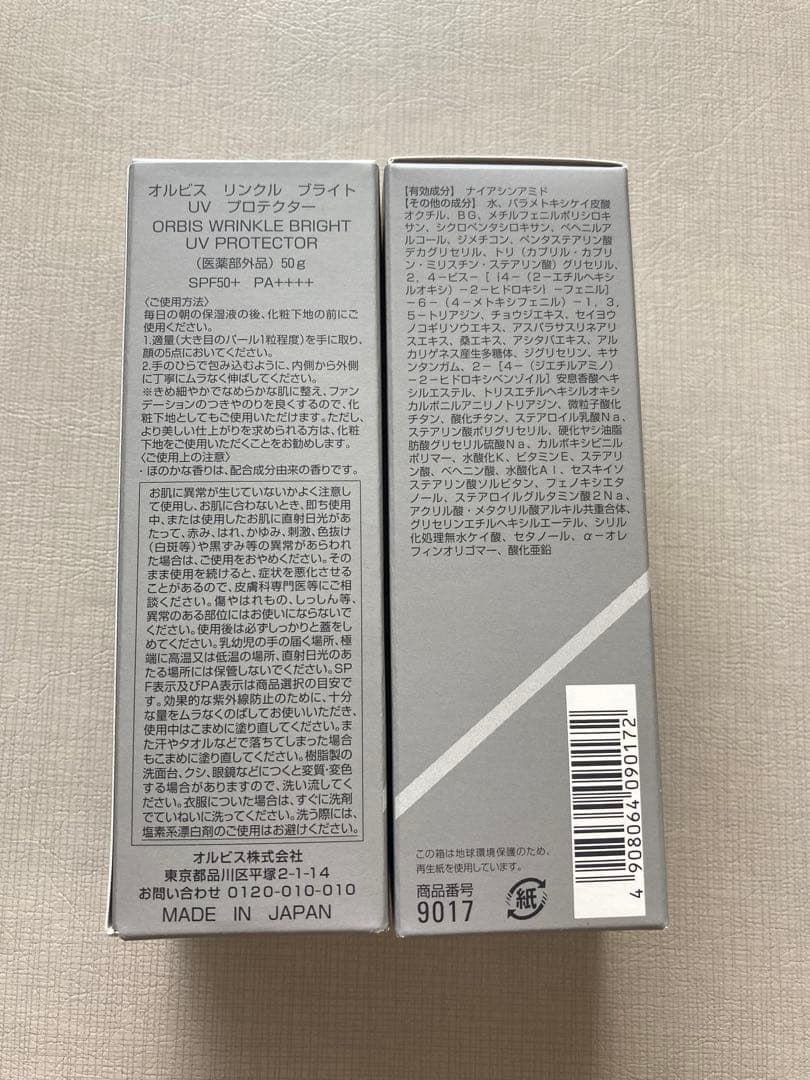 オルビス リンクル ブライト
UV プロテクター
ORBIS WRINKLE BRIGHT
UV PROTECTOR
(医薬部外品) 50g
SPF50+ PA++++
〈ご使用方法〉
毎日の朝の保湿液の後、化粧下地の前にご
使用ください。
1.適量(大き目のパール1粒程度)を手に取り、
顔の5点においてください。
2.手のひらで包み込むように、内側から外側
に丁寧にムラなく伸ばしてください。
※きめ細やかでなめらかな肌に整え、ファン
デーションのつきやのりを良くするので、化
粧下地としてもご使用いただけます。ただし、
より美しい仕上がりを求められる方は、化粧
下地をご使用いただくことをお勧めします。
〈ご使用上の注意〉
・ほのかな香りは、配合成分由来の香りです。
お肌に異常が生じていないかよく注意し
て使用し、お肌に合わないとき、即ち使用
中、または使用したお肌に直射日光があ
たって、赤み、はれ、かゆみ、刺激、色抜け
(白斑等)や黒ずみ等の異常があらわれ
た場合は、ご使用をおやめください。その
まま使用を続けると、症状を悪化させる
ことがあるので、皮膚科専門医等にご相
談ください。傷やはれもの、しっしん等、
異常のある部位にはお使いにならないで
ください。使用後は必ずしっかりと蓋をし
めてください。乳幼児の手の届く場所、極
端に高温又は低温の場所、直射日光のあ
たる場所には保管しないでください。SP
F表示及びPA表示は商品選択の目安で
す。効果的な紫外線防止のために、十分
な量をムラなくのばしてお使いいただき、
使用中はこまめに塗り直してください。ま
た汗やタオルなどで落ちてしまった場合
もこまめに塗り直してください。樹脂製の
洗面台、クシ、眼鏡などにつくと変質・変色
する場合がありますので、洗い流してく
ださい。衣服についた場合は、すぐに洗剤
でていねいに洗ってください。洗う際には、
塩素系漂白剤のご使用はお避けください。
オルビス株式会社
東京都品川区平塚2-1-14
お問い合わせ 0120-010-010
MADE IN JAPAN
【有効成分】 ナイアシンアミド
【その他の成分】 水、パラメトキシケイ皮酸
オクチル、BG、メチルフェニルポリシロキ
サン、シクロペンタシロキサン、ベヘニルア
ルコール、ジメチコン、ペンタステアリン酸
デカグリセリル、トリ(カプリル・カプリ
ン・ミリスチン・ステアリン酸)グリセリル、
2,4-ビス-[{4-(2-エチルヘキシ
ルオキシ)-2-ヒドロキシ}-フェニル]
-6-(4-メトキシフェニル)-1,3,
5-トリアジン、チョウジエキス、セイヨウ
ノコギリソウエキス、アスパラサスリネアリ
スエキス、桑エキス、アシタバエキス、アル
カリゲネス産生多糖体、ジグリセリン、キサ
ンタンガム、2-[4-(ジエチルアミノ)
-2-ヒドロキシベンゾイル]安息香酸ヘキ
シルエステル、トリスエチルヘキシルオキシ
カルボニルアニリノトリアジン、微粒子酸化
チタン、酸化チタン、ステアロイル乳酸Na、
ステアリン酸ポリグリセリル、硬化ヤシ油脂
肪酸グリセリル硫酸Na、カルボキシビニル
ポリマー、水酸化K、ビタミンE、ステアリ
ン酸、ベヘニン酸、水酸化Al、セスキイソ
ステアリン酸ソルビタン、フェノキシエタ
ノール、ステアロイルグルタミン酸2Na、
アクリル酸・メタクリル酸アルキル共重合体、
グリセリンエチルヘキシルエーテル、シリル
化処理無水ケイ酸、セタノール、α-オレ
フィンオリゴマー、酸化亜鉛
この箱は地球環境保護のため、
再生紙を使用しています。
商品番号
9017
紙
4 908064 090172